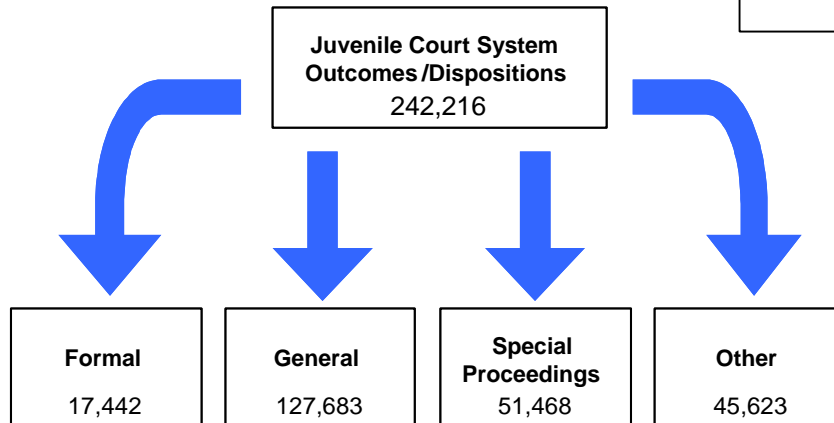 Juvenile Court System
Outcomes/Dispositions
242,216
Formal
17,442
General
127,683
Special
Proceedings
51,468
Other
45,623